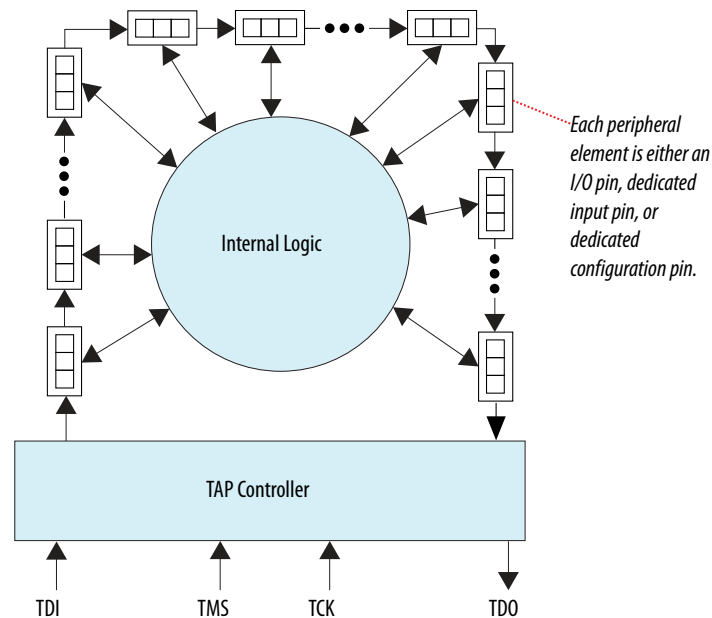 Each peripheral
element is either an
I/O pin, dedicated
input pin, or
dedicated
configuration pin.
Internal Logic
TAP Controller
TDI
TMS
TCK
TDO